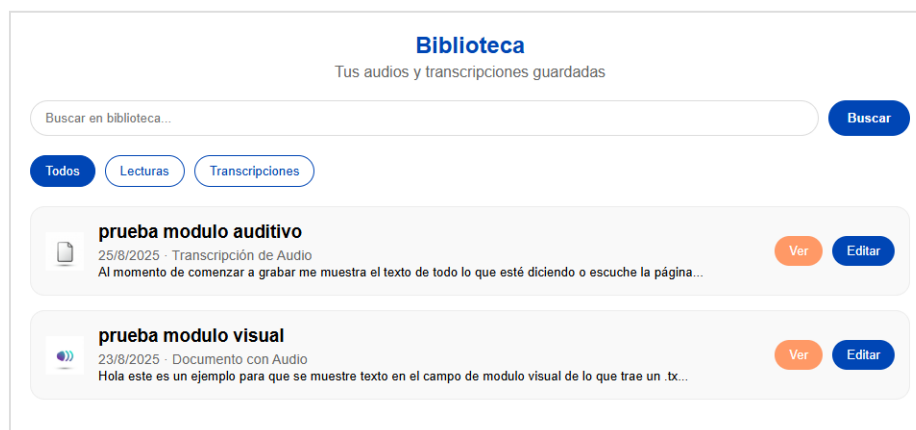 Biblioteca
Tus audios y transcripciones guardadas
Buscar en biblioteca...
Buscar
Todos
Lecturas
Transcripciones
prueba modulo auditivo
25/8/2025 · Transcripción de Audio
Al momento de comenzar a grabar me muestra el texto de todo lo que esté diciendo o escuche la página...
Ver
Editar
prueba modulo visual
23/8/2025 · Documento con Audio
Hola este es un ejemplo para que se muestre texto en el campo de modulo visual de lo que trae un .tx...
Ver
Editar